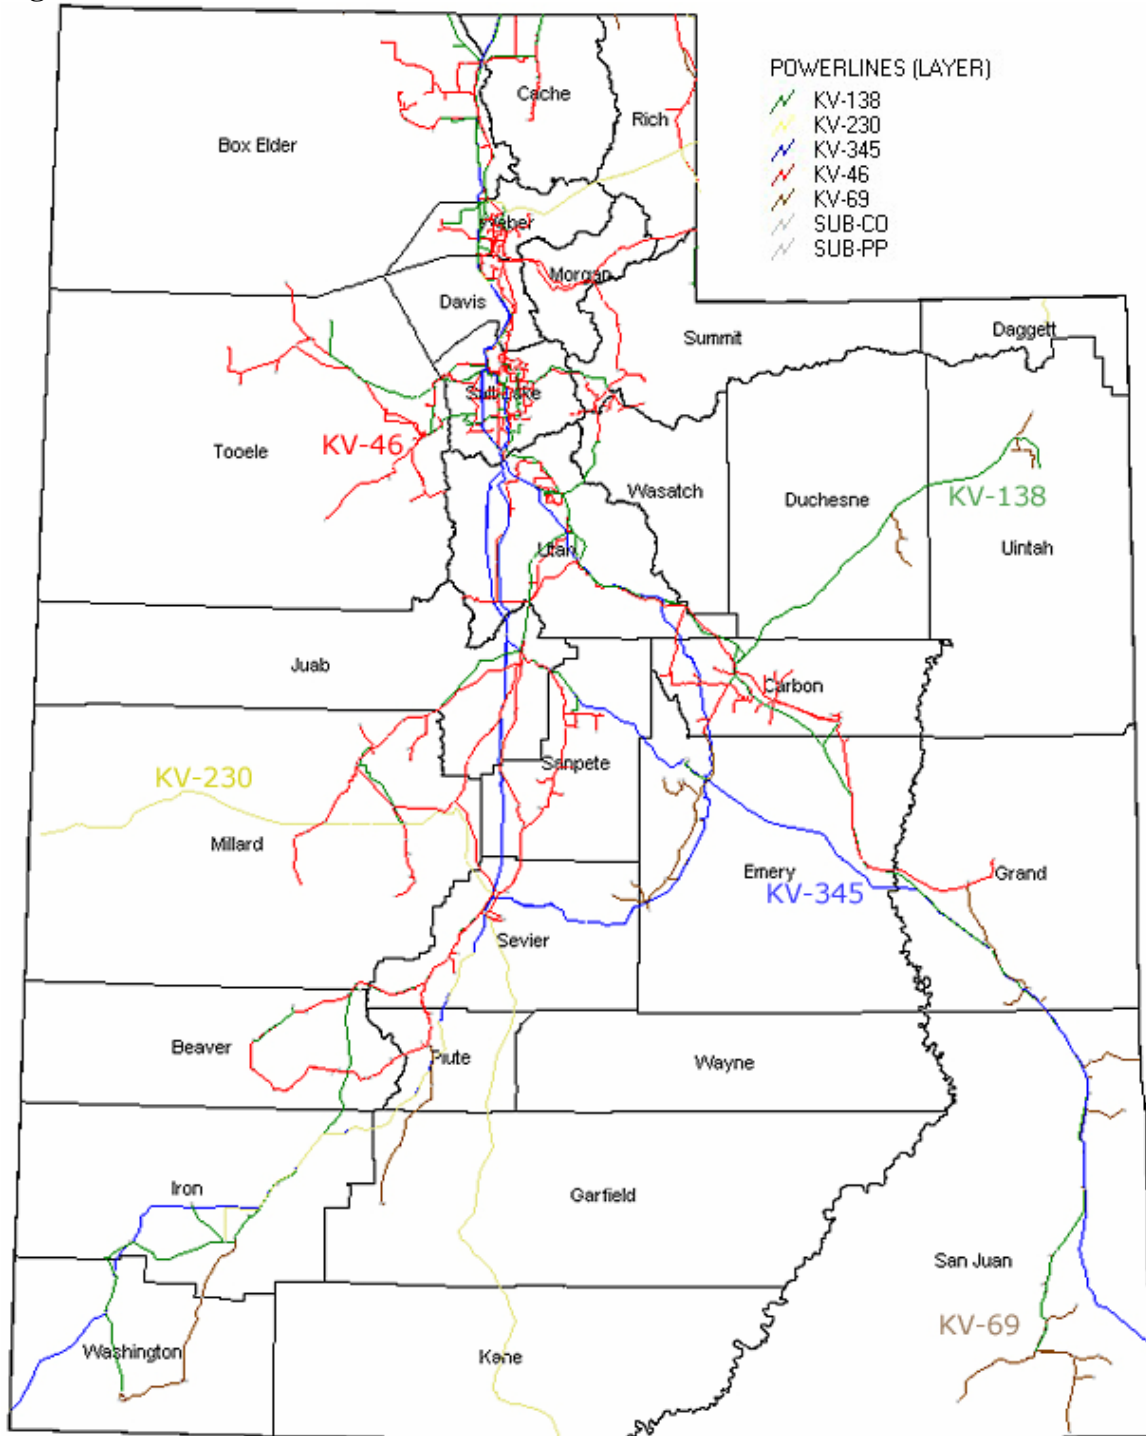 POWERLINES (LAYER)
KV-138
KV-230
KV-345
KV-46
KV-69
SUB-CO
SUB-PP
Cache
Rich
Box Elder
Weber
Morgan
Davis
Summit
Daggett
Salt Lake
KV-46
Tooele
Wasatch
Duchesne
KV-138
Utah
Uintah
Juab
Carbon
Sanpete
KV-230
Millard
Emery
KV-345
Grand
Sevier
Beaver
Piute
Wayne
Iron
Garfield
San Juan
KV-69
Washington
Kane